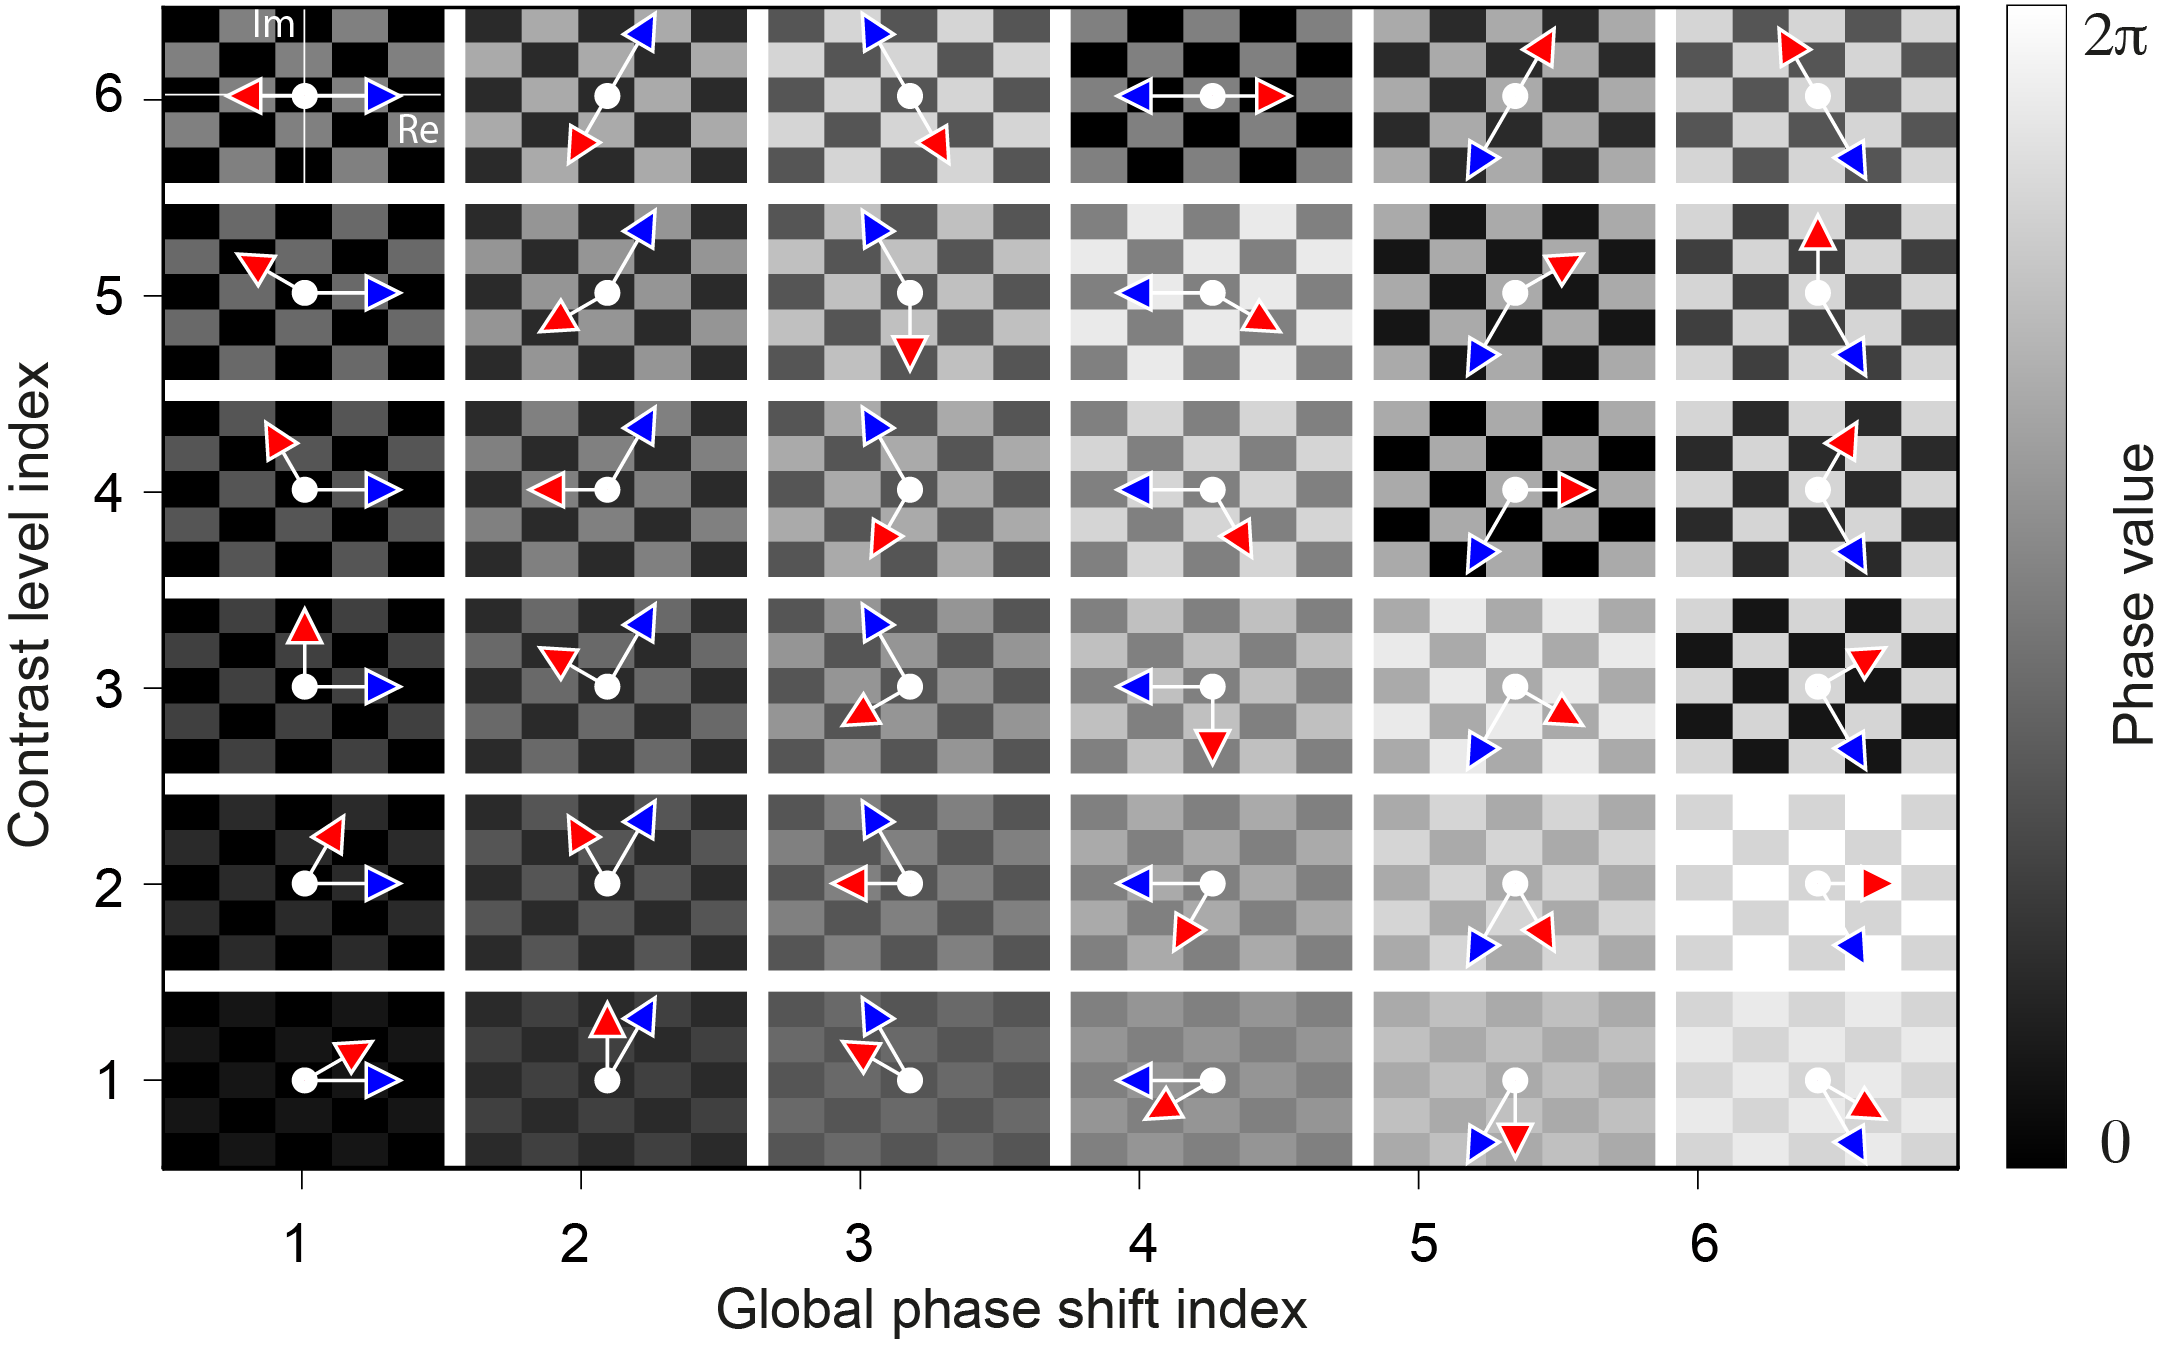 Im
Re
6
5
4
3
2
1
Contrast level index
1 2 3 4 5 6
Global phase shift index
2π
Phase value
0